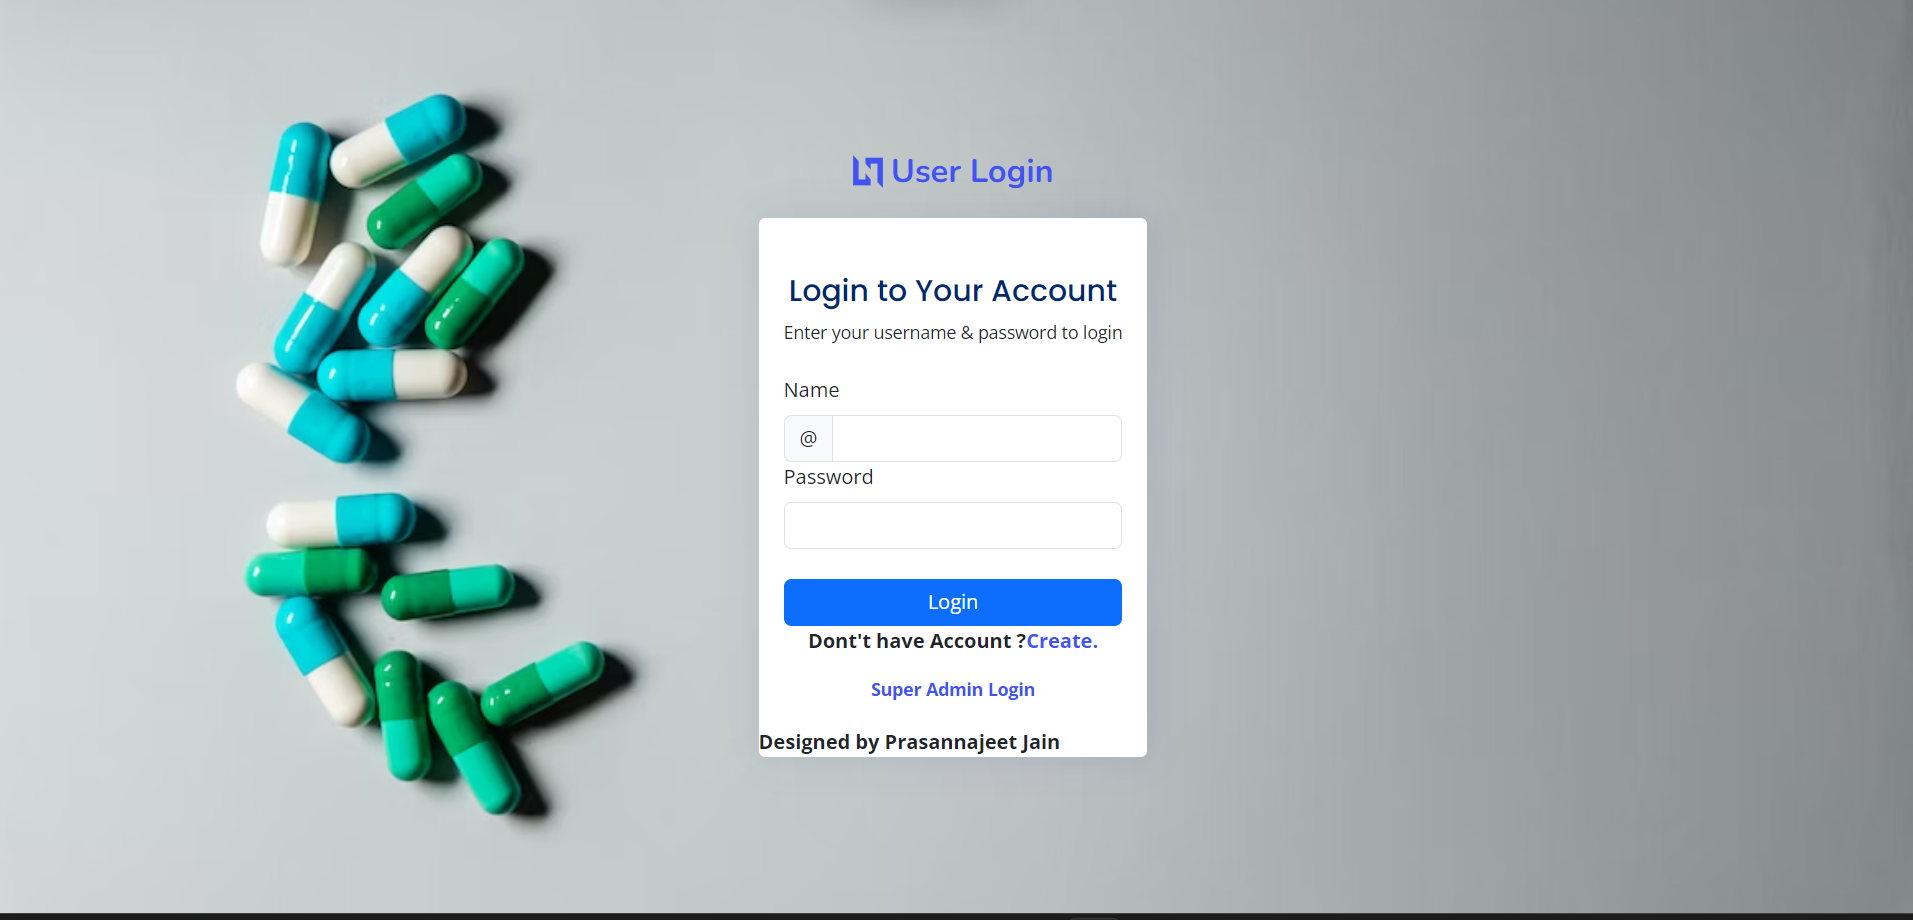 User Login
Login to Your Account
Enter your username & password to login
Name
@
Password
Login
Dont't have Account ?Create.
Super Admin Login
Designed by Prasannajeet Jain